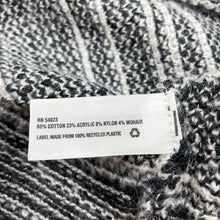 RN 54023
65% COTTON 23% ACRYLIC 8% NYLON 4% MOHAIR
LABEL MADE FROM 100% RECYCLED PLASTIC